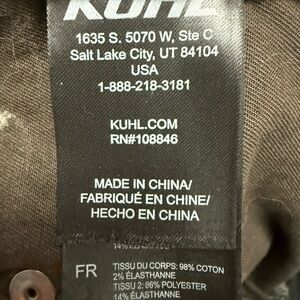 KUHL
1635 S. 5070 W, Ste C
Salt Lake City, UT 84104
USA
1-888-218-3181
KUHL.COM
RN#108846
MADE IN CHINA/
FABRIQUÉ EN CHINE/
HECHO EN CHINA
FR
TISSU DU CORPS: 98% COTON
2% ÉLASTHANNE
TISSU 2: 86% POLYESTER
14% ÉLASTHANNE